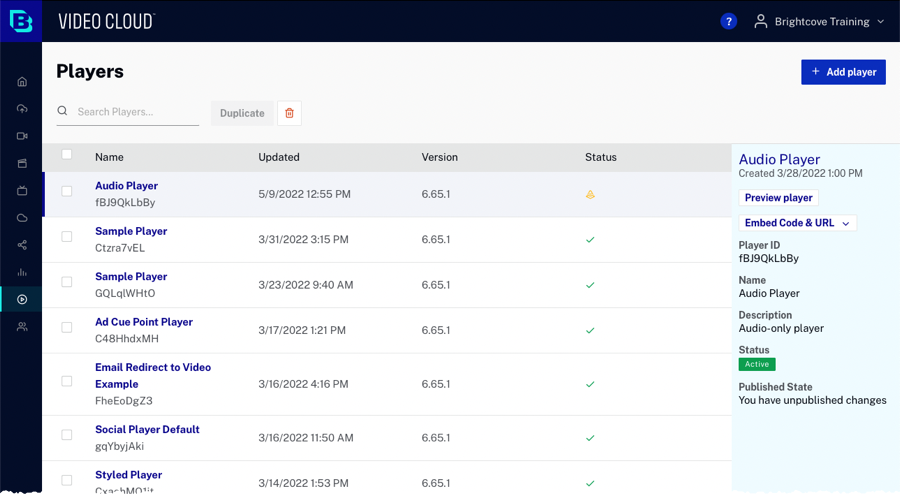 VIDEO CLOUD
?
Brightcove Training
Players
+ Add player
Search Players...
Duplicate
Name Updated Version Status
Audio Player
fBJ9QkLbBy
5/9/2022 12:55 PM
6.65.1
Sample Player
Ctzra7vEL
3/31/2022 3:15 PM
6.65.1
Sample Player
GQLqlWHtO
3/23/2022 9:40 AM
6.65.1
Ad Cue Point Player
C48HhdxMH
3/17/2022 1:21 PM
6.65.1
Email Redirect to Video
Example
FheEoDgZ3
3/16/2022 4:16 PM
6.65.1
Social Player Default
gqYbyjAki
3/16/2022 11:50 AM
6.65.1
Styled Player
3/14/2022 1:53 PM
6.65.1
Audio Player
Created 3/28/2022 1:00 PM
Preview player
Embed Code & URL
Player ID
fBJ9QkLbBy
Name
Audio Player
Description
Audio-only player
Status
Active
Published State
You have unpublished changes